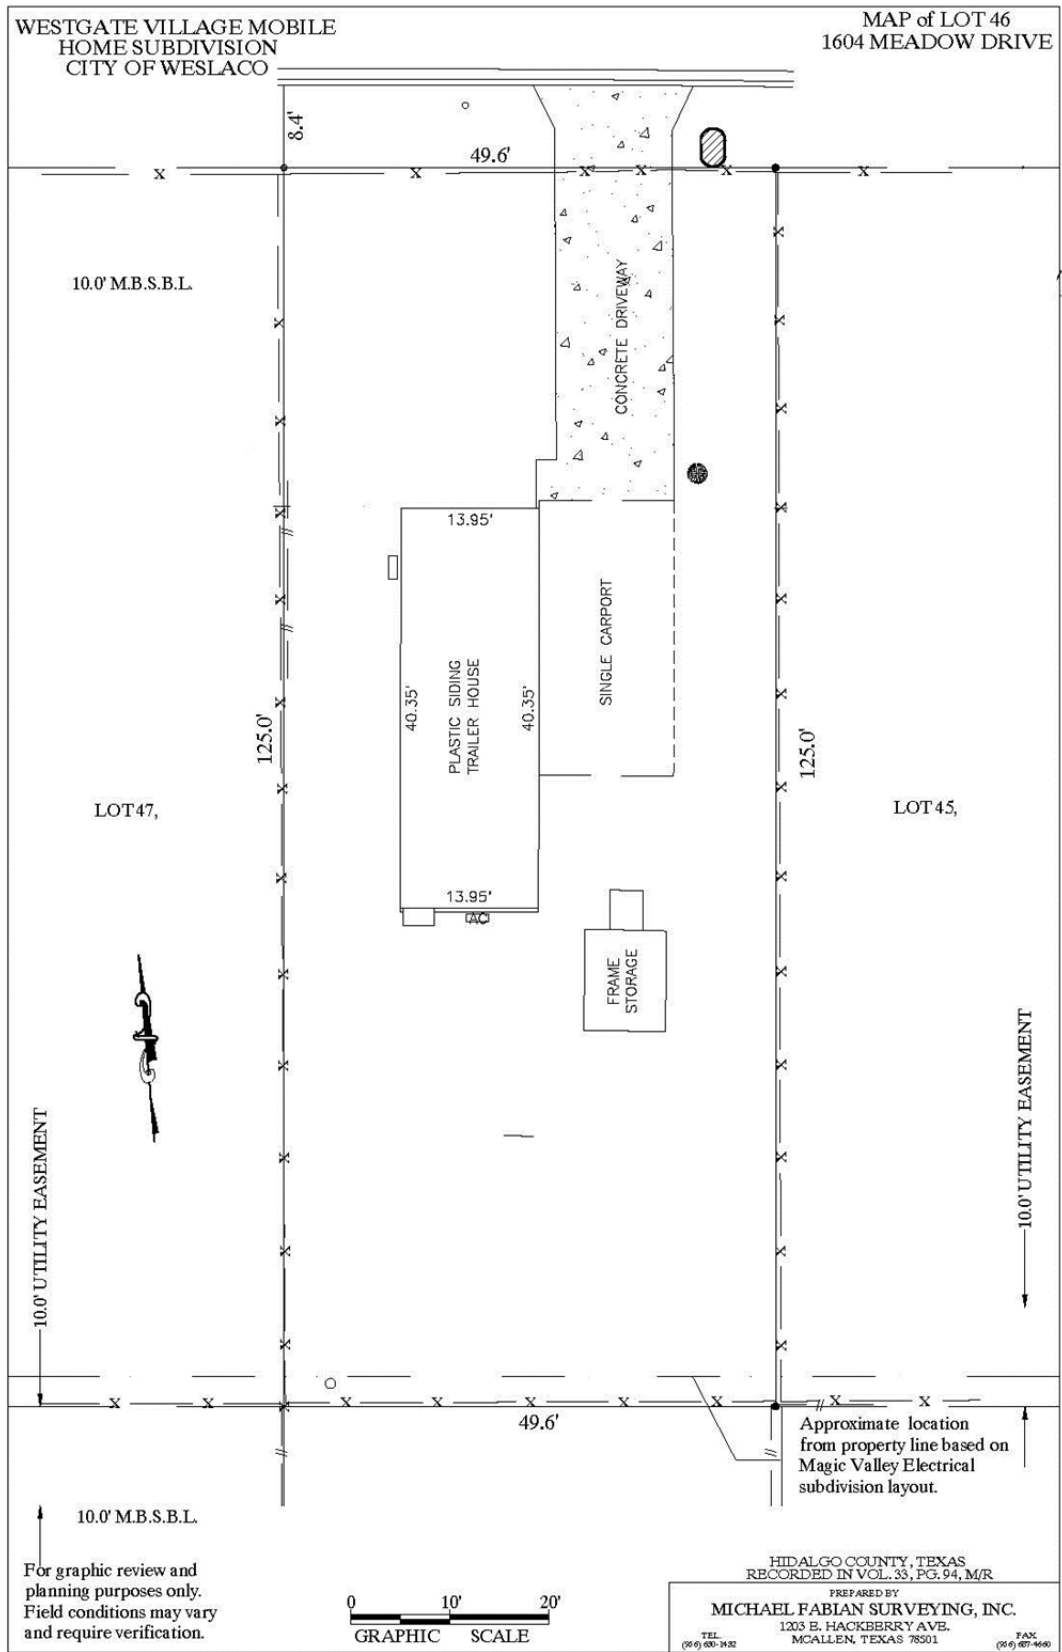 WESTGATE VILLAGE MOBILE
HOME SUBDIVISION
CITY OF WESLACO
MAP of LOT 46
1604 MEADOW DRIVE
8.4'
49.6'
10.0' M.B.S.B.L.
CONCRETE DRIVEWAY
13.95'
SINGLE CARPORT
PLASTIC SIDING
TRAILER HOUSE
40.35'
40.35'
125.0'
125.0'
LOT 47,
LOT 45,
13.95'
AC
FRAME
STORAGE
10.0' UTILITY EASEMENT
10.0' UTILITY EASEMENT
49.6'
Approximate location
from property line based on
Magic Valley Electrical
subdivision layout.
10.0' M.B.S.B.L.
For graphic review and
planning purposes only.
Field conditions may vary
and require verification.
0 10' 20'
GRAPHIC SCALE
HIDALGO COUNTY, TEXAS
RECORDED IN VOL. 33, PG. 94, M/R
PREPARED BY
MICHAEL FABIAN SURVEYING, INC.
1203 E. HACKBERRY AVE.
MCALLEN, TEXAS 78501
TEL.
FAX